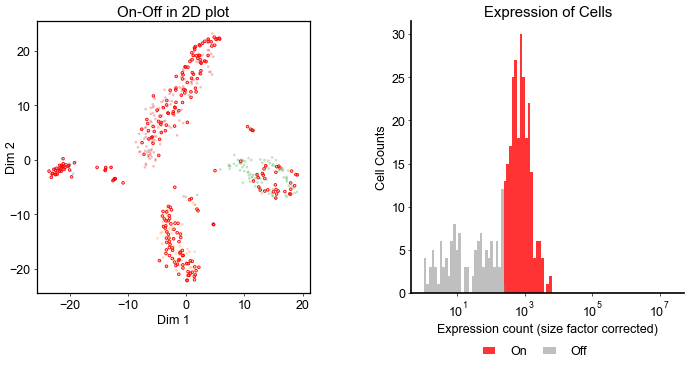 On-Off in 2D plot
Dim 2
20
10
0
−10
−20
−20 −10 0 10 20
Dim 1
Expression of Cells
Cell Counts
30
25
20
15
10
5
0
10^1 10^3 10^5 10^7
Expression count (size factor corrected)
On Off